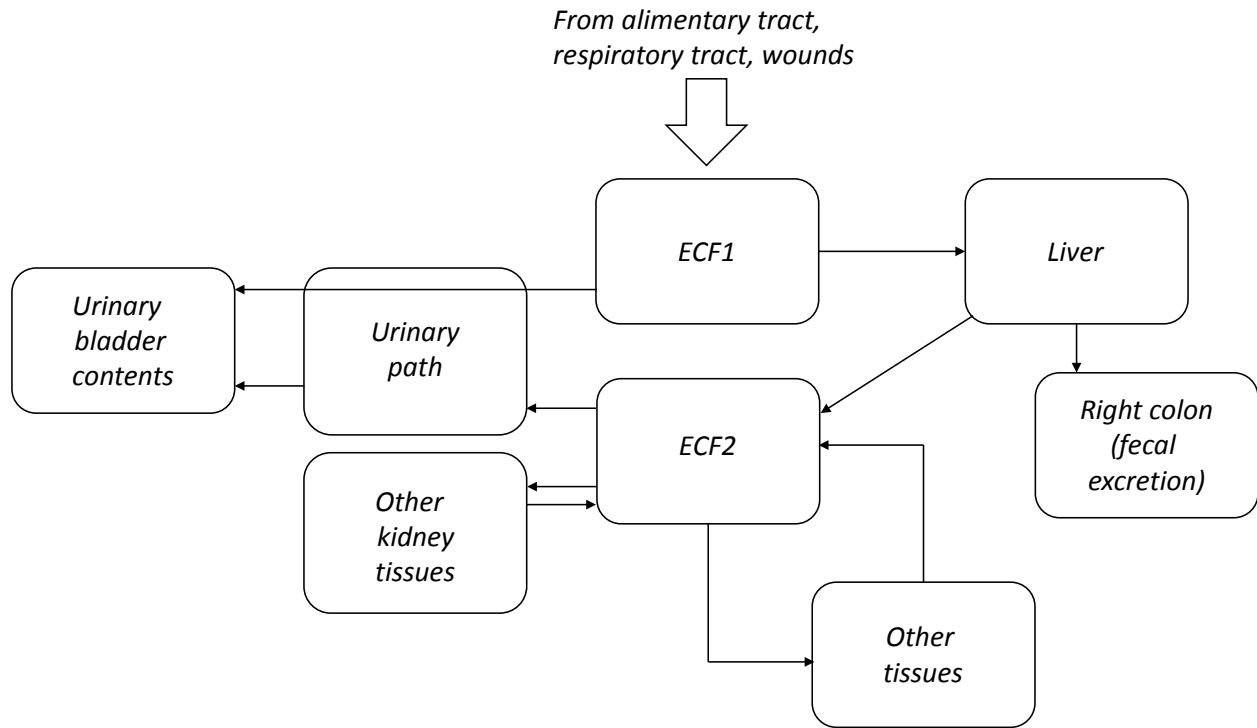 From alimentary tract,
respiratory tract, wounds
ECF1
Liver
Urinary
bladder
contents
Urinary
path
ECF2
Right colon
(fecal
excretion)
Other
kidney
tissues
Other
tissues